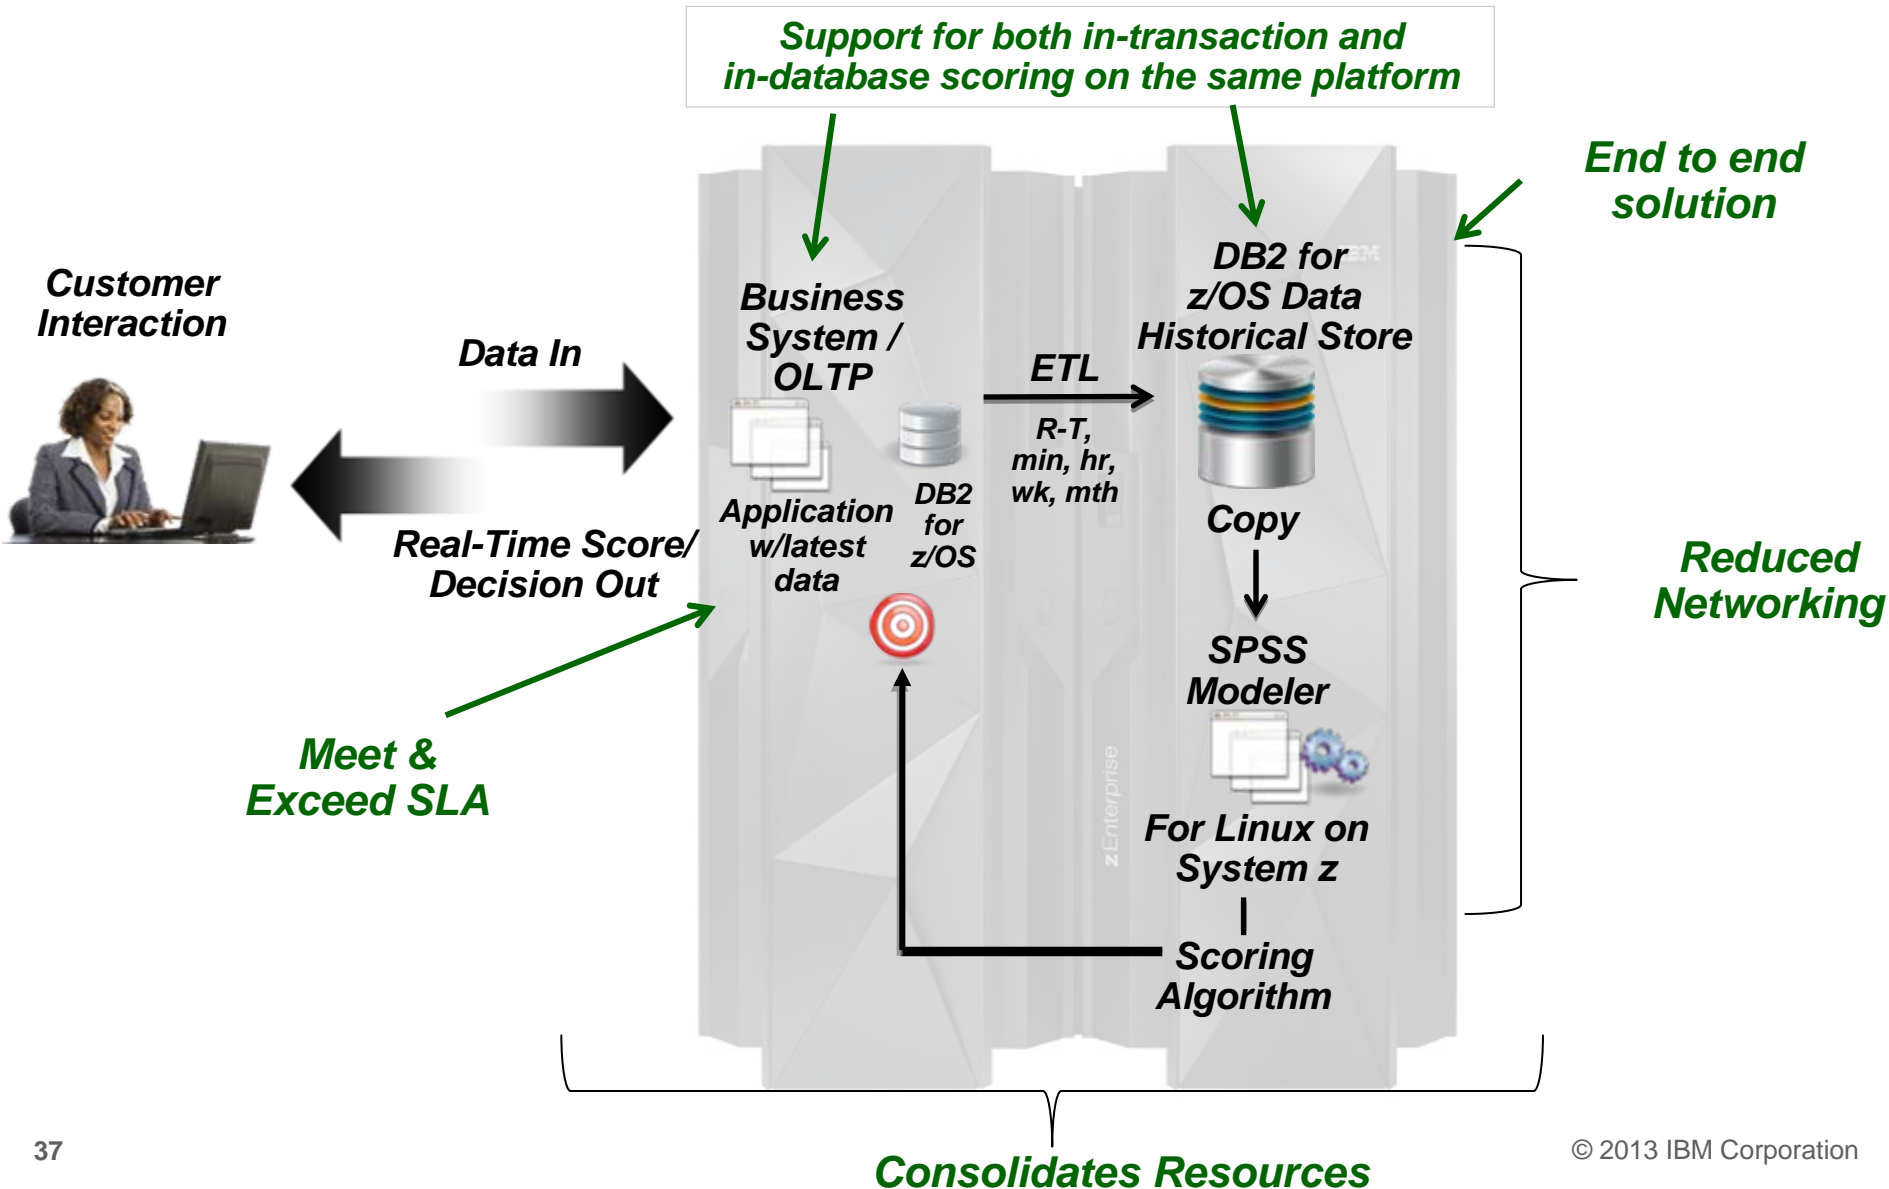 Support for both in-transaction and
in-database scoring on the same platform
End to end
solution
Customer
Interaction
Data In
Real-Time Score/
Decision Out
Business
System /
OLTP
Application
w/latest
data
DB2
for
z/OS
ETL
R-T,
min, hr,
wk, mth
IBM
DB2 for
z/OS Data
Historical Store
Copy
SPSS
Modeler
For Linux on
System z
Scoring
Algorithm
zEnterprise
Reduced
Networking
Meet &
Exceed SLA
Consolidates Resources
37
© 2013 IBM Corporation